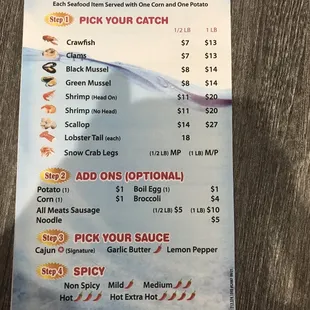 Each Seafood Item Served with One Corn and One Potato
Step 1 PICK YOUR CATCH
1/2 LB 1 LB
Crawfish $7 $13
Clams $7 $13
Black Mussel $8 $14
Green Mussel $8 $14
Shrimp (Head On) $11 $20
Shrimp (No Head) $11 $20
Scallop $14 $27
Lobster Tail (each) 18
Snow Crab Legs (1/2 LB) MP (1 LB) M/P
Step 2 ADD ONS (OPTIONAL)
Potato (1) $1 Boil Egg (1) $1
Corn (1) $1 Broccoli $4
All Meats Sausage (1/2 LB) $5 (1 LB) $10
Noodle $5
Step 3 PICK YOUR SAUCE
Cajun (Signature) Garlic Butter Lemon Pepper
Step 4 SPICY
Non Spicy Mild Medium
Hot Hot Extra Hot